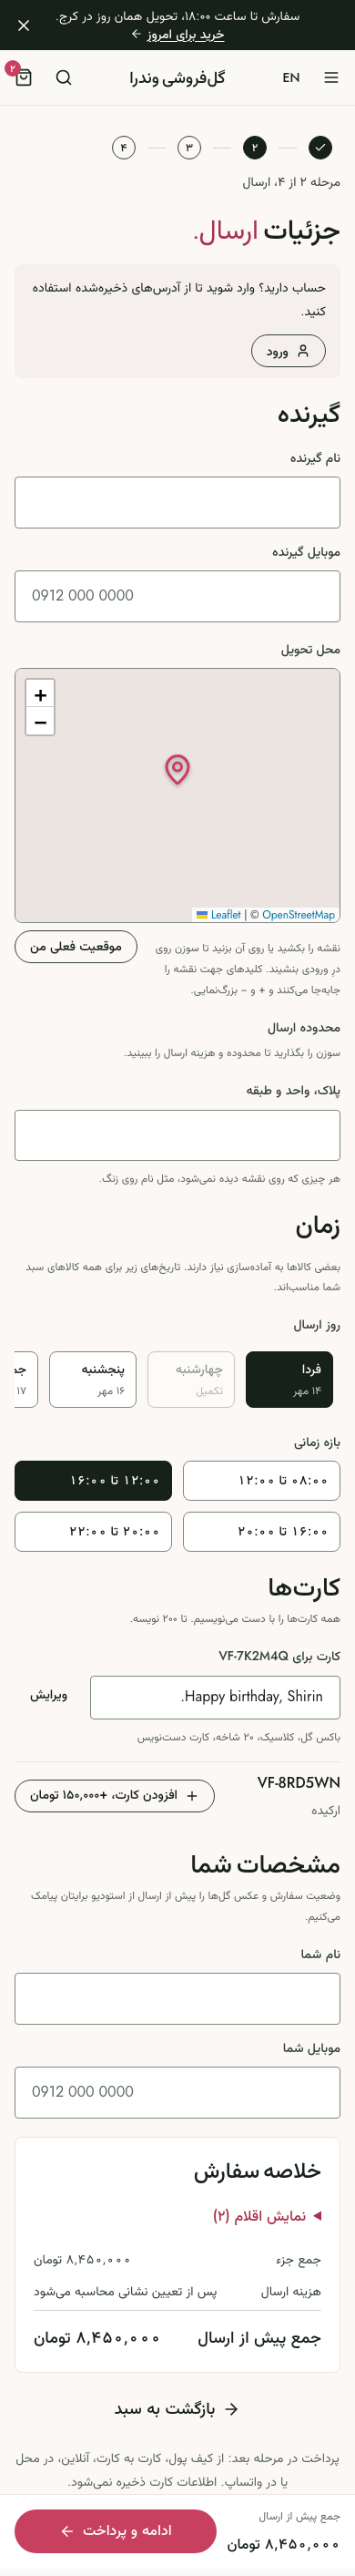 سفارش تا ساعت ۱۸:۰۰، تحویل همان روز در کرج.
خرید برای امروز ←
گل‌فروشی وندرا
EN
۲
۲
۳
۴
مرحله ۲ از ۴، ارسال
جزئیات ارسال.
حساب دارید؟ وارد شوید تا از آدرس‌های ذخیره‌شده استفاده
کنید.
ورود
گیرنده
نام گیرنده
موبایل گیرنده
0912 000 0000
محل تحویل
+
−
Leaflet | © OpenStreetMap
نقشه را بکشید یا روی آن بزنید تا سوزن روی
درِ ورودی بنشیند. کلیدهای جهت نقشه را
جابه‌جا می‌کنند و + و − بزرگ‌نمایی.
موقعیت فعلی من
محدوده ارسال
سوزن را بگذارید تا محدوده و هزینه ارسال را ببینید.
پلاک، واحد و طبقه
هر چیزی که روی نقشه دیده نمی‌شود، مثل نام روی زنگ.
زمان
بعضی کالاها به آماده‌سازی نیاز دارند. تاریخ‌های زیر برای همه کالاهای سبد
شما مناسب‌اند.
روز ارسال
فردا
۱۴ مهر
چهارشنبه
تکمیل
پنجشنبه
۱۶ مهر
۱۷
بازه زمانی
۰۸:۰۰ تا ۱۲:۰۰
۱۲:۰۰ تا ۱۶:۰۰
۱۶:۰۰ تا ۲۰:۰۰
۲۰:۰۰ تا ۲۲:۰۰
کارت‌ها
همه کارت‌ها را با دست می‌نویسیم. تا ۲۰۰ نویسه.
کارت برای VF-7K2M4Q
Happy birthday, Shirin.
ویرایش
باکس گل، کلاسیک، ۲۰ شاخه، کارت دست‌نویس
VF-8RD5WN
ارکیده
افزودن کارت، +۱۵۰,۰۰۰ تومان
مشخصات شما
وضعیت سفارش و عکس گل‌ها را پیش از ارسال از استودیو برایتان پیامک
می‌کنیم.
نام شما
موبایل شما
0912 000 0000
خلاصه سفارش
نمایش اقلام (۲)
جمع جزء
۸,۴۵۰,۰۰۰ تومان
هزینه ارسال
پس از تعیین نشانی محاسبه می‌شود
جمع پیش از ارسال
۸,۴۵۰,۰۰۰ تومان
بازگشت به سبد
پرداخت در مرحله بعد: از کیف پول، کارت به کارت، آنلاین، در محل
یا در واتساپ. اطلاعات کارت ذخیره نمی‌شود.
جمع پیش از ارسال
۸,۴۵۰,۰۰۰ تومان
ادامه و پرداخت ←